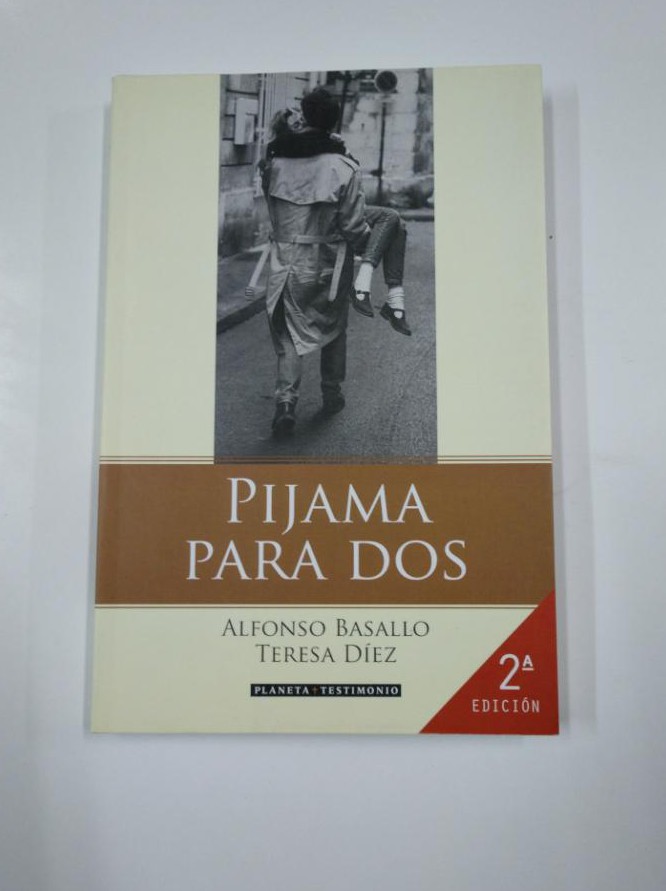 PIJAMA
PARA DOS
ALFONSO BASALLO
TERESA DÍEZ
PLANETA + TESTIMONIO
2ª
EDICIÓN